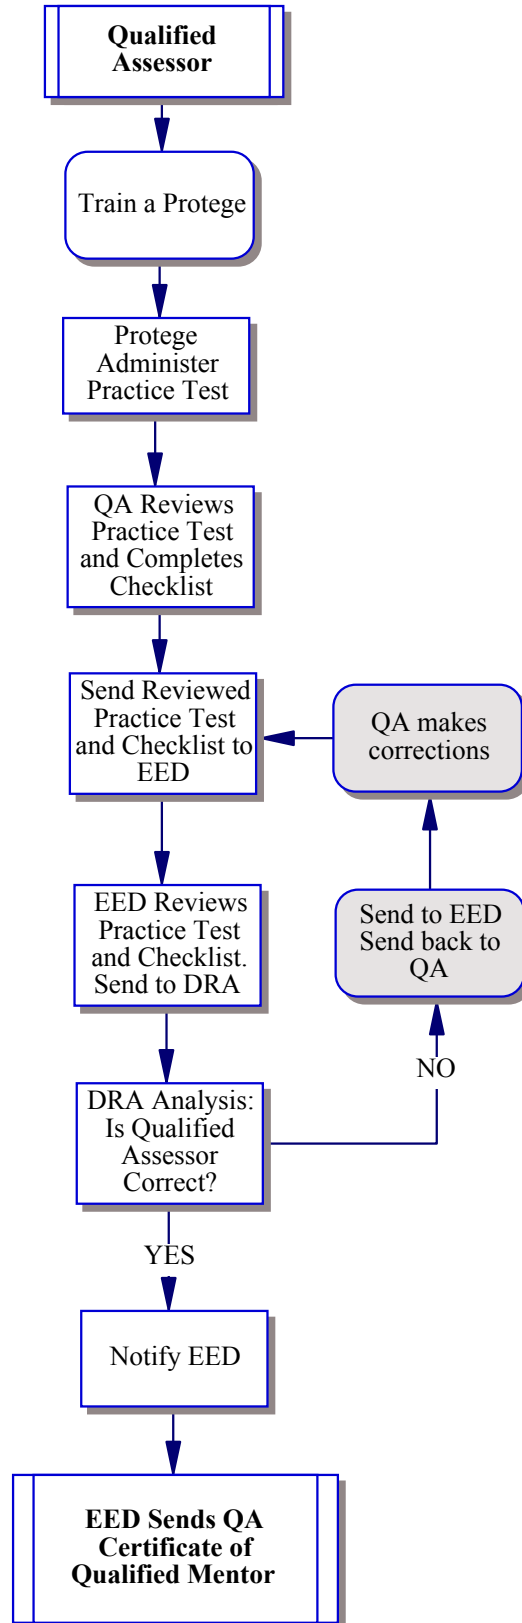 Qualified
Assessor
Train a Protege
Protege
Administer
Practice Test
QA Reviews
Practice Test
and Completes
Checklist
Send Reviewed
Practice Test
and Checklist to
EED
QA makes
corrections
EED Reviews
Practice Test
and Checklist.
Send to DRA
Send to EED
Send back to
QA
NO
DRA Analysis:
Is Qualified
Assessor
Correct?
YES
Notify EED
EED Sends QA
Certificate of
Qualified Mentor